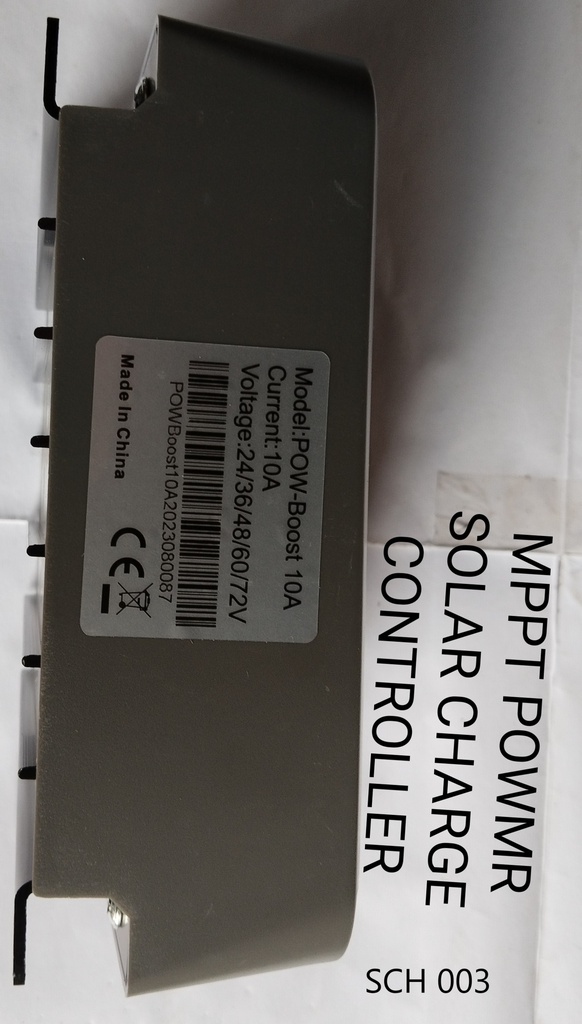 Model:POW-Boost 10A
Current:10A
Voltage:24/36/48/60/72V
POWBoost10A2023080087
Made In China
CE
MPPT POWMR
SOLAR CHARGE
CONTROLLER
SCH 003